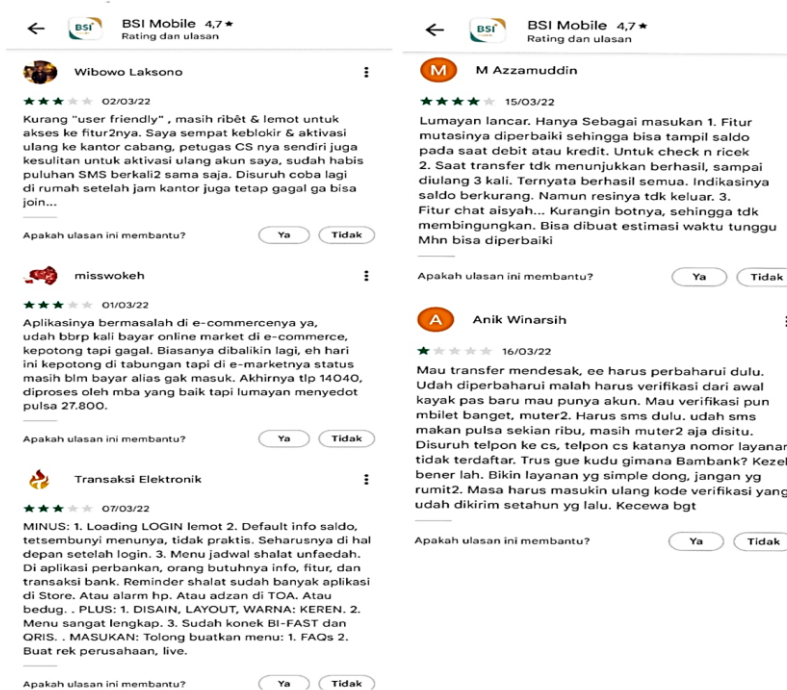 BSI Mobile 4,7★
Rating dan ulasan
Wibowo Laksono
02/03/22
Kurang "user friendly" , masih ribêt & lemot untuk
akses ke fitur2nya. Saya sempat keblokir & aktivasi
ulang ke kantor cabang, petugas CS nya sendiri juga
kesulitan untuk aktivasi ulang akun saya, sudah habis
puluhan SMS berkali2 sama saja. Disuruh coba lagi
di rumah setelah jam kantor juga tetap gagal ga bisa
join...
Apakah ulasan ini membantu? Ya Tidak
misswokeh
01/03/22
Aplikasinya bermasalah di e-commercenya ya,
udah bbrp kali bayar online market di e-commerce,
kepotong tapi gagal. Biasanya dibalikin lagi, eh hari
ini kepotong di tabungan tapi di e-marketnya status
masih blm bayar alias gak masuk. Akhirnya tlp 14040,
diproses oleh mba yang baik tapi lumayan menyedot
pulsa 27.800.
Apakah ulasan ini membantu? Ya Tidak
Transaksi Elektronik
07/03/22
MINUS: 1. Loading LOGIN lemot 2. Default info saldo,
tetsembunyi menunya, tidak praktis. Seharusnya di hal
depan setelah login. 3. Menu jadwal shalat unfaedah.
Di aplikasi perbankan, orang butuhnya info, fitur, dan
transaksi bank. Reminder shalat sudah banyak aplikasi
di Store. Atau alarm hp. Atau adzan di TOA. Atau
bedug. . PLUS: 1. DISAIN, LAYOUT, WARNA: KEREN. 2.
Menu sangat lengkap. 3. Sudah konek BI-FAST dan
QRIS. . MASUKAN: Tolong buatkan menu: 1. FAQs 2.
Buat rek perusahaan, live.
Apakah ulasan ini membantu? Ya Tidak
BSI
BSI Mobile 4,7★
Rating dan ulasan
M
M Azzamuddin
15/03/22
Lumayan lancar. Hanya Sebagai masukan 1. Fitur
mutasinya diperbaiki sehingga bisa tampil saldo
pada saat debit atau kredit. Untuk check n ricek
2. Saat transfer tdk menunjukkan berhasil, sampai
diulang 3 kali. Ternyata berhasil semua. Indikasinya
saldo berkurang. Namun resinya tdk keluar. 3.
Fitur chat aisyah... Kurangin botnya, sehingga tdk
membingungkan. Bisa dibuat estimasi waktu tunggu
Mhn bisa diperbaiki
Apakah ulasan ini membantu? Ya Tidak
A
Anik Winarsih
16/03/22
Mau transfer mendesak, ee harus perbaharui dulu.
Udah diperbaharui malah harus verifikasi dari awal
kayak pas baru mau punya akun. Mau verifikasi pun
mbilet banget, muter2. Harus sms dulu. udah sms
makan pulsa sekian ribu, masih muter2 aja disitu.
Disuruh telpon ke cs, telpon cs katanya nomor layanan
tidak terdaftar. Trus gue kudu gimana Bambank? Kezel
bener lah. Bikin layanan yg simple dong, jangan yg
rumit2. Masa harus masukin ulang kode verifikasi yang
udah dikirim setahun yg lalu. Kecewa bgt
Apakah ulasan ini membantu? Ya Tidak